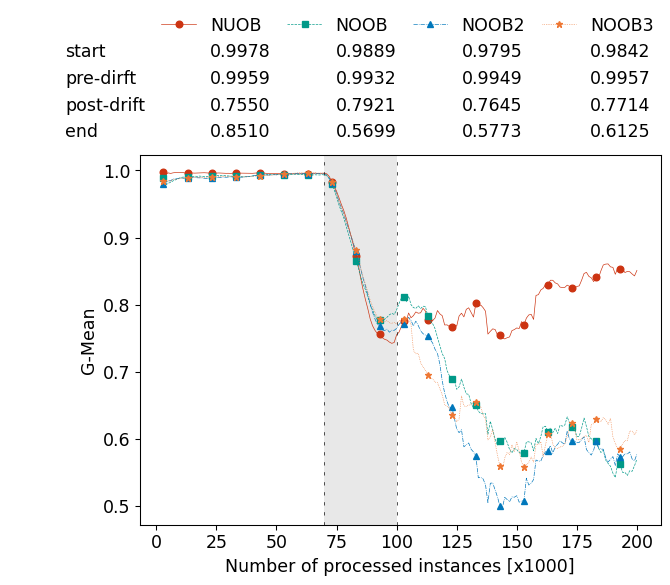 NUOB NOOB NOOB2 NOOB3
start 0.9978 0.9889 0.9795 0.9842
pre-dirft 0.9959 0.9932 0.9949 0.9957
post-drift 0.7550 0.7921 0.7645 0.7714
end 0.8510 0.5699 0.5773 0.6125
1.0
0.9
0.8
0.7
0.6
0.5
G-Mean
0 25 50 75 100 125 150 175 200
Number of processed instances [x1000]